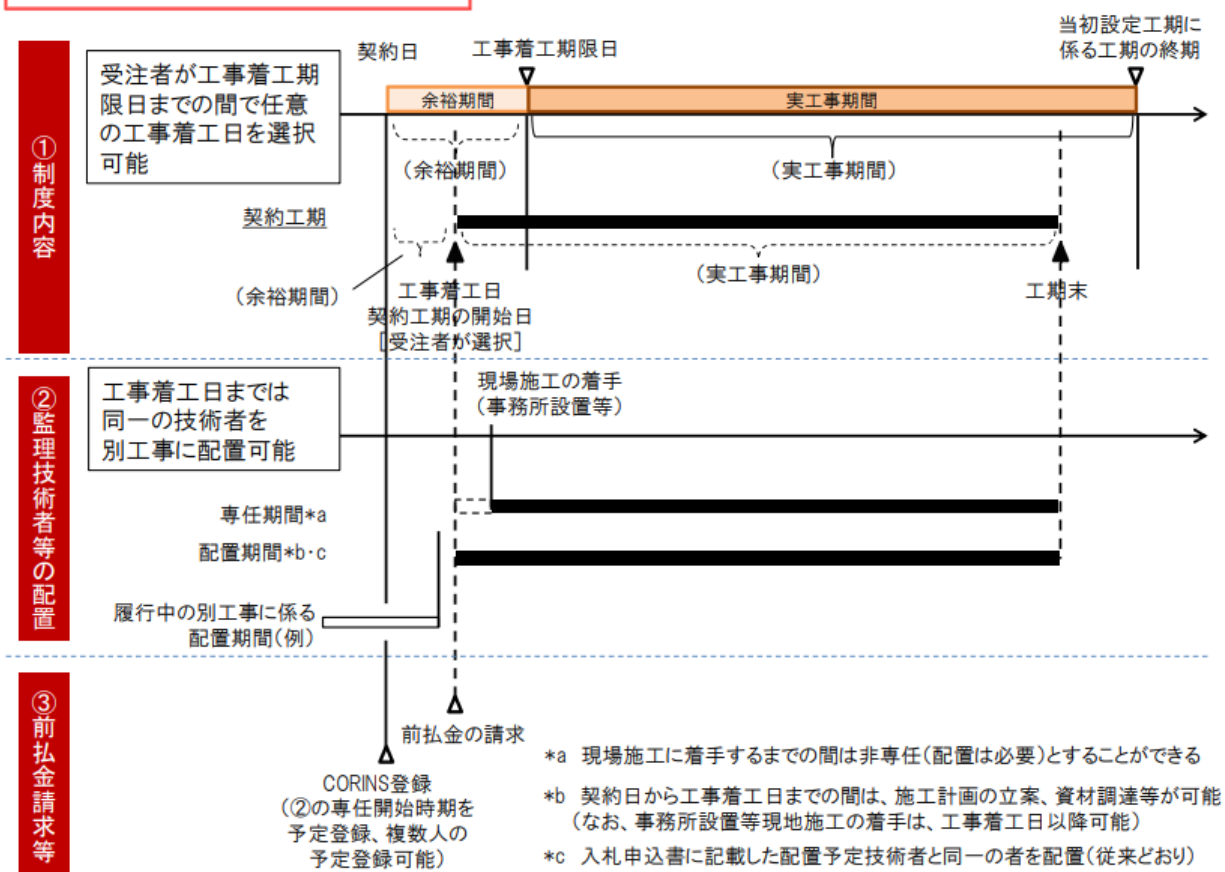 当初設定工期に
係る工期の終期
契約日
工事着工期限日
受注者が工事着工期
限日までの間で任意
の工事着工日を選択
可能
余裕期間
実工事期間
①制度内容
(余裕期間)
(実工事期間)
契約工期
(余裕期間)
(実工事期間)
工事着工日
契約工期の開始日
[受注者が選択]
工期末
②監理技術者等の配置
工事着工日までは
同一の技術者を
別工事に配置可能
現場施工の着手
(事務所設置等)
専任期間*a
配置期間*b・c
履行中の別工事に係る
配置期間(例)
③前払金請求等
前払金の請求
CORINS登録
(②の専任開始時期を
予定登録、複数人の
予定登録可能)
*a 現場施工に着手するまでの間は非専任(配置は必要)とすることができる
*b 契約日から工事着工日までの間は、施工計画の立案、資材調達等が可能
(なお、事務所設置等現地施工の着手は、工事着工日以降可能)
*c 入札申込書に記載した配置予定技術者と同一の者を配置(従来どおり)